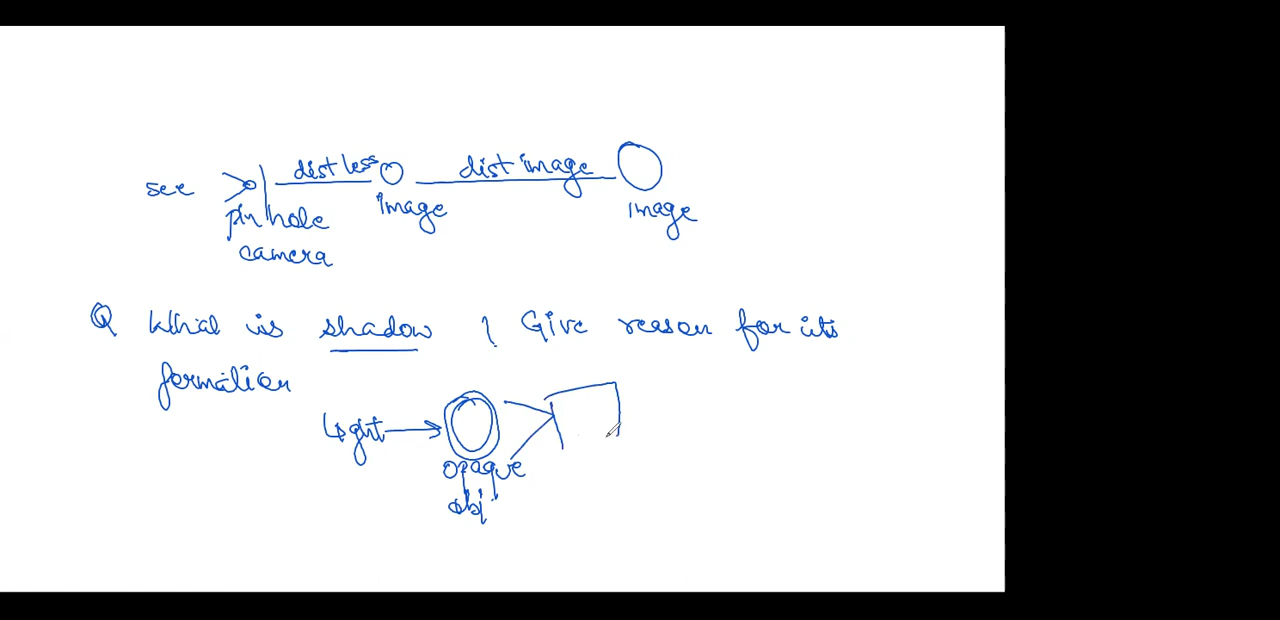 dist less dist image
see
pin hole image image
camera
Q What is shadow ? Give reason for its
formation
Light
opaque
obj